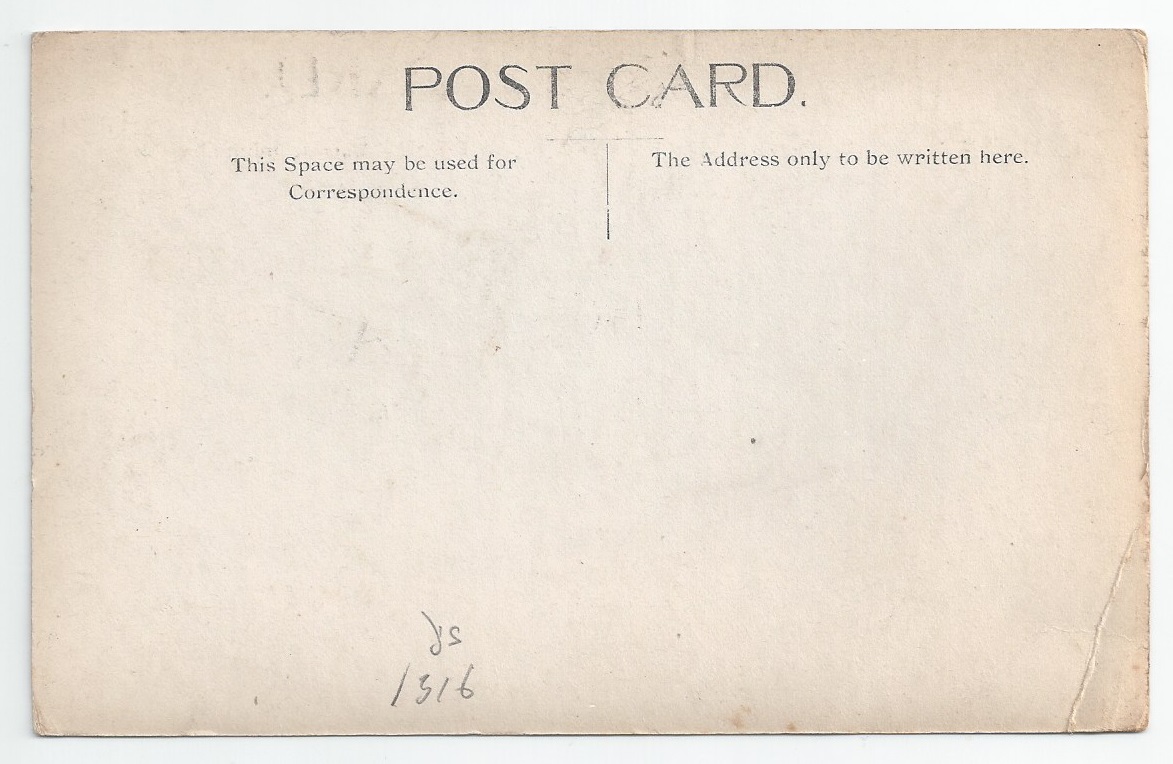 POST CARD.
This Space may be used for
Correspondence.
The Address only to be written here.
1316